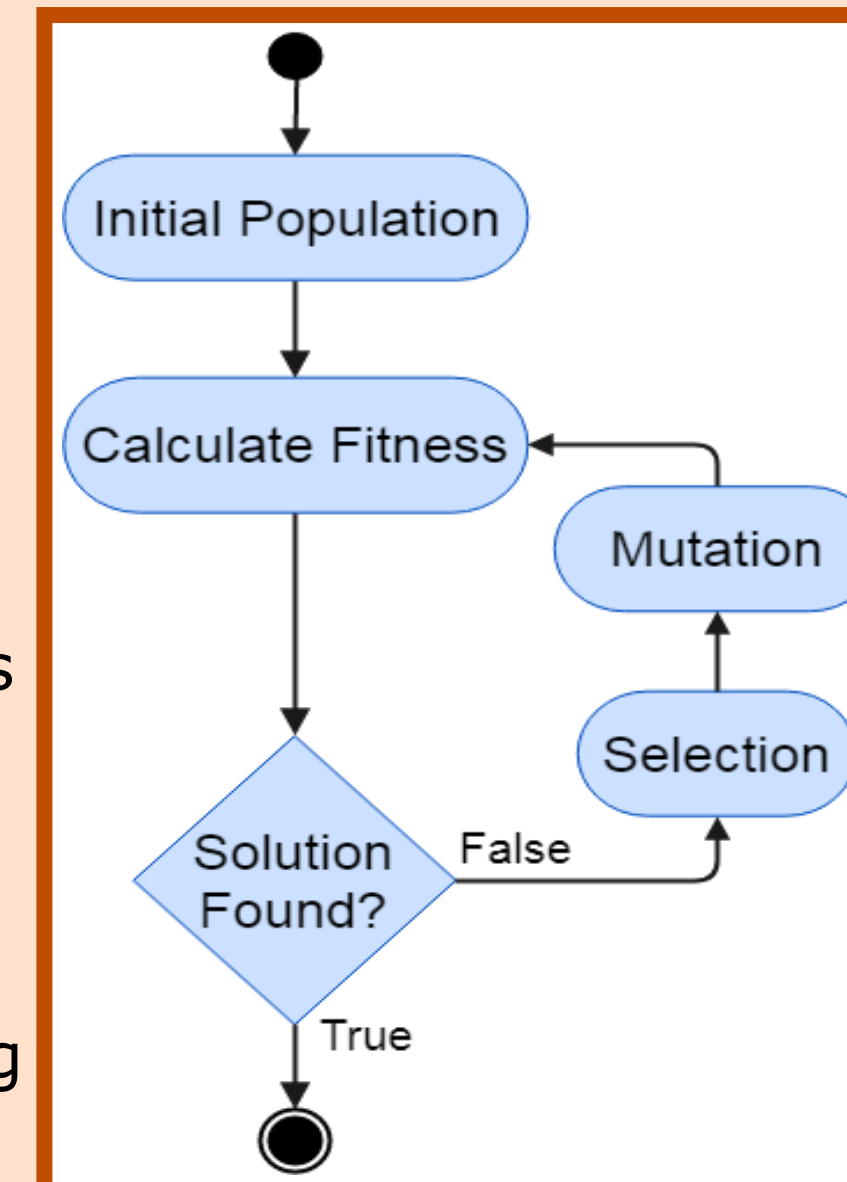 Initial Population
Calculate Fitness
Mutation
s
Selection
Solution
Found?
False
True
g